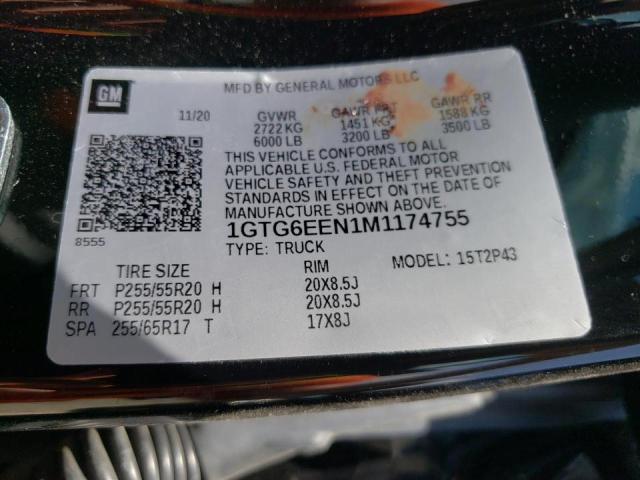 GM
MFD BY GENERAL MOTORS LLC
11/20 GVWR GAWR FRT GAWR RR
2722 KG 1451 KG 1588 KG
6000 LB 3200 LB 3500 LB
THIS VEHICLE CONFORMS TO ALL
APPLICABLE U.S. FEDERAL MOTOR
VEHICLE SAFETY AND THEFT PREVENTION
STANDARDS IN EFFECT ON THE DATE OF
MANUFACTURE SHOWN ABOVE.
8555 1GTG6EEN1M1174755
TYPE: TRUCK
TIRE SIZE RIM MODEL: 15T2P43
FRT P255/55R20 H 20X8.5J
RR P255/55R20 H 20X8.5J
SPA 255/65R17 T 17X8J